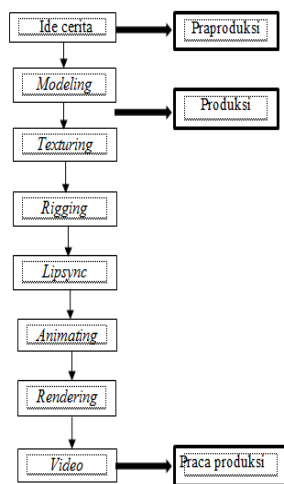 Ide cerita
Praproduksi
Modeling
Produksi
Texturing
Rigging
Lipsync
Animating
Rendering
Video
Praca produksi